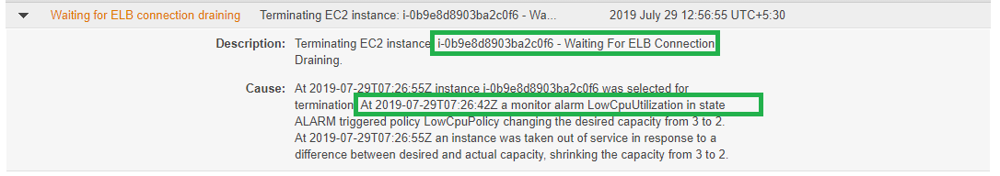 Waiting for ELB connection draining Terminating EC2 instance: i-0b9e8d8903ba2c0f6 - Wa... 2019 July 29 12:56:55 UTC+5:30
Description: Terminating EC2 instance: i-0b9e8d8903ba2c0f6 - Waiting For ELB Connection
Draining.
Cause: At 2019-07-29T07:26:55Z instance i-0b9e8d8903ba2c0f6 was selected for
termination. At 2019-07-29T07:26:42Z a monitor alarm LowCpuUtilization in state
ALARM triggered policy LowCpuPolicy changing the desired capacity from 3 to 2.
At 2019-07-29T07:26:55Z an instance was taken out of service in response to a
difference between desired and actual capacity, shrinking the capacity from 3 to 2.